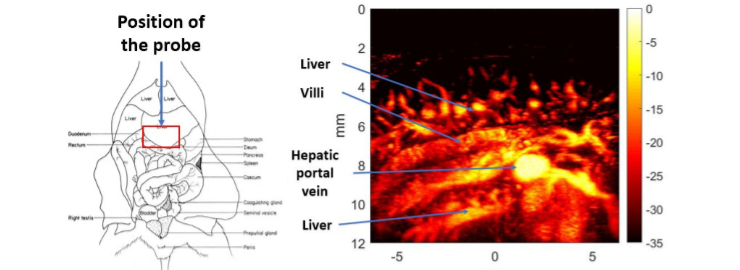 Position of
the probe
Liver
Liver
Liver
Duodenum
Rectum
Stomach
Ileum
Pancreas
Spleen
Caecum
Coagulating gland
Seminal vesicle
Bladder
Right testis
Preputial gland
Penis
Liver
Villi
Hepatic
portal
vein
Liver
mm
0
2
4
6
8
10
12
-5
0
5
0
-5
-10
-15
-20
-25
-30
-35